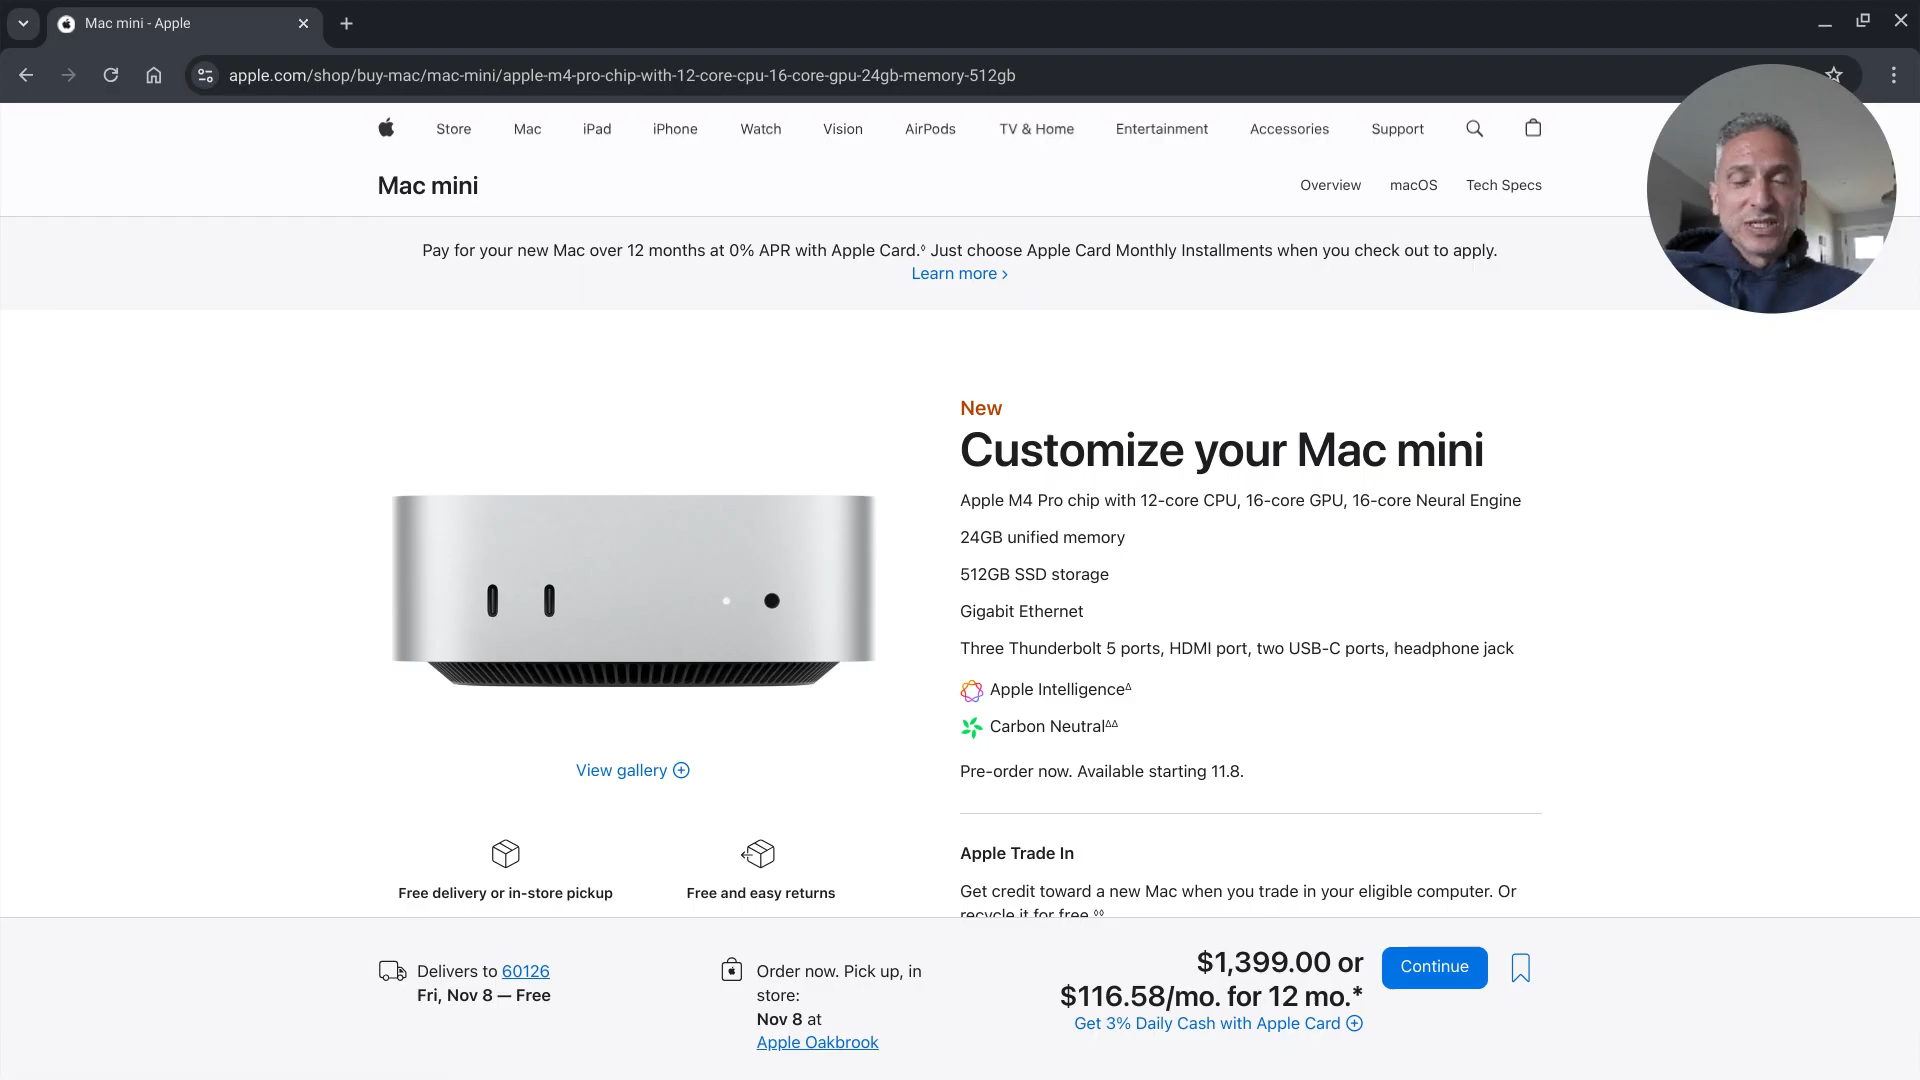 Mac mini - Apple
apple.com/shop/buy-mac/mac-mini/apple-m4-pro-chip-with-12-core-cpu-16-core-gpu-24gb-memory-512gb
Store Mac iPad iPhone Watch Vision AirPods TV & Home Entertainment Accessories Support
Mac mini
Overview macOS Tech Specs
Pay for your new Mac over 12 months at 0% APR with Apple Card.◊ Just choose Apple Card Monthly Installments when you check out to apply.
Learn more ›
New
Customize your Mac mini
Apple M4 Pro chip with 12-core CPU, 16-core GPU, 16-core Neural Engine
24GB unified memory
512GB SSD storage
Gigabit Ethernet
Three Thunderbolt 5 ports, HDMI port, two USB-C ports, headphone jack
Apple Intelligence∆
Carbon Neutral∆∆
Pre-order now. Available starting 11.8.
View gallery
Free delivery or in-store pickup
Free and easy returns
Apple Trade In
Get credit toward a new Mac when you trade in your eligible computer. Or
recycle it for free.◊◊
Delivers to 60126
Fri, Nov 8 — Free
Order now. Pick up, in
store:
Nov 8 at
Apple Oakbrook
$1,399.00 or
$116.58/mo. for 12 mo.*
Get 3% Daily Cash with Apple Card
Continue